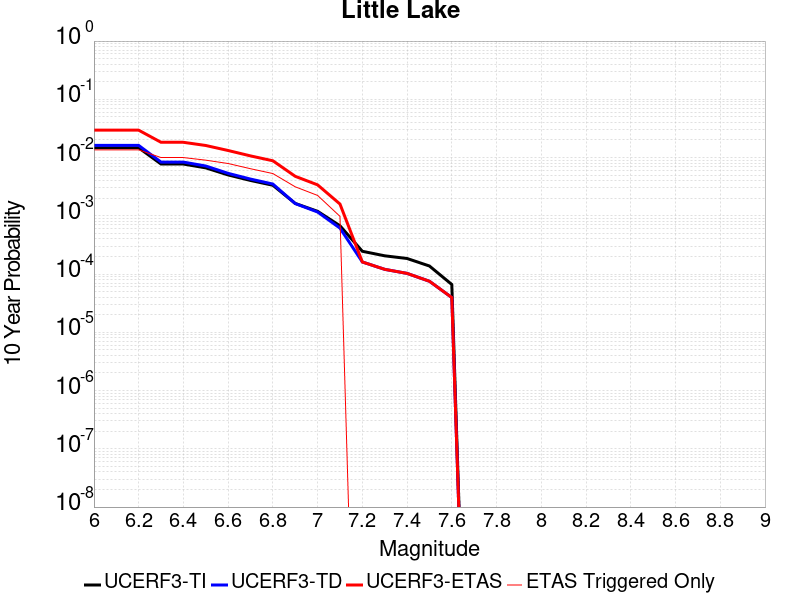 Little Lake
10 Year Probability
10^0
10^-1
10^-2
10^-3
10^-4
10^-5
10^-6
10^-7
10^-8
6 6.2 6.4 6.6 6.8 7 7.2 7.4 7.6 7.8 8 8.2 8.4 8.6 8.8 9
Magnitude
UCERF3-TI UCERF3-TD UCERF3-ETAS ETAS Triggered Only